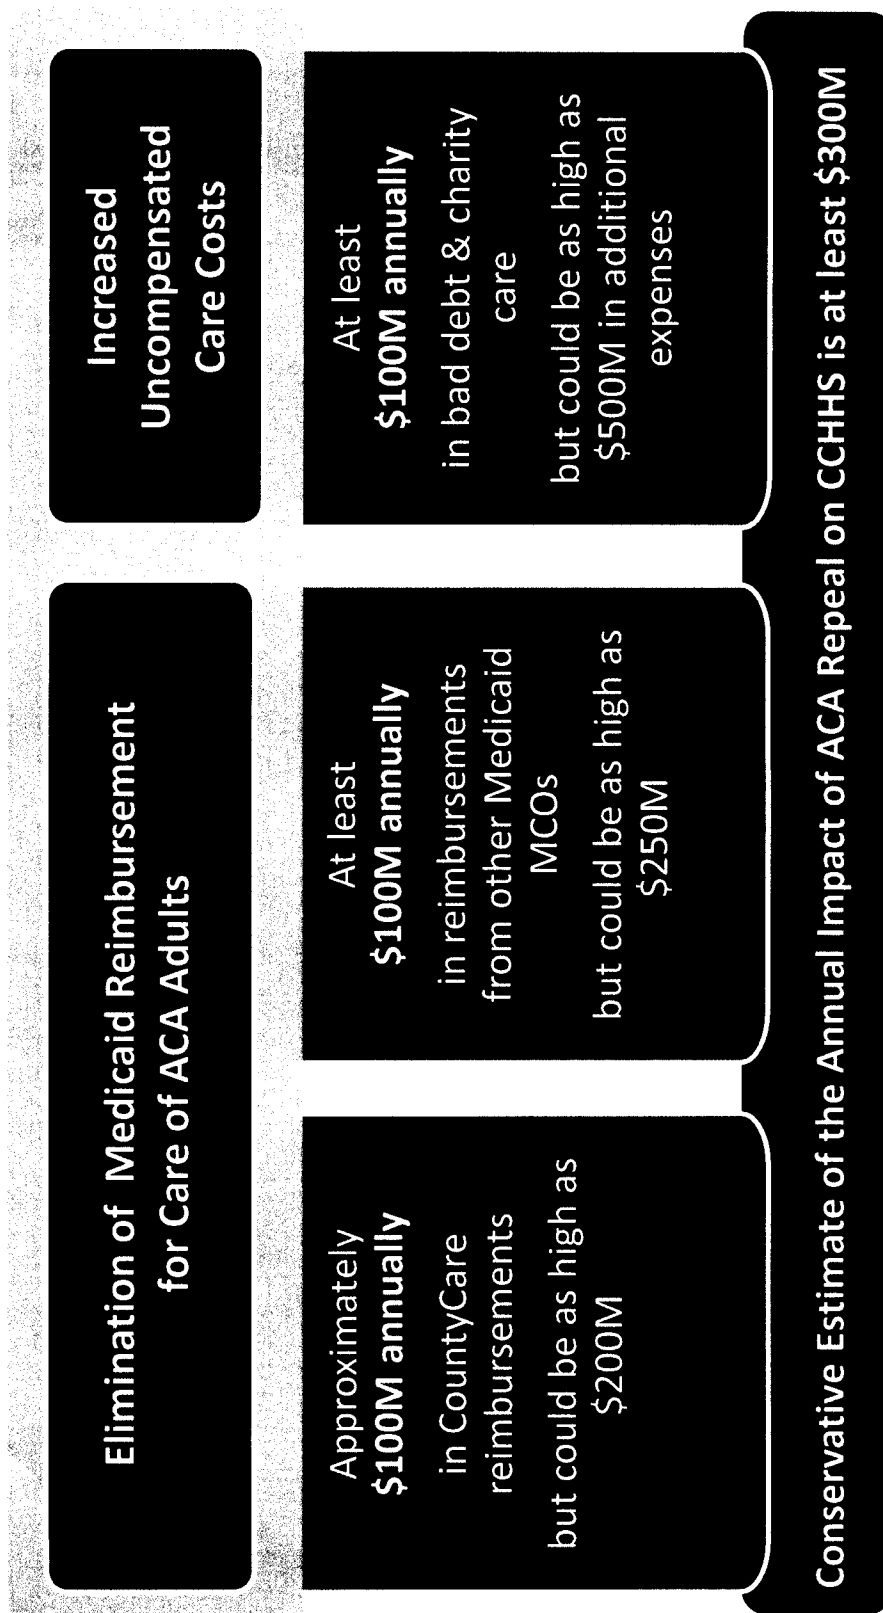 Elimination of Medicaid Reimbursement
for Care of ACA Adults
Increased
Uncompensated
Care Costs
Approximately
$100M annually
in CountyCare
reimbursements
but could be as high as
$200M
At least
$100M annually
in reimbursements
from other Medicaid
MCOs
but could be as high as
$250M
At least
$100M annually
in bad debt & charity
care
but could be as high as
$500M in additional
expenses
Conservative Estimate of the Annual Impact of ACA Repeal on CCHHS is at least $300M